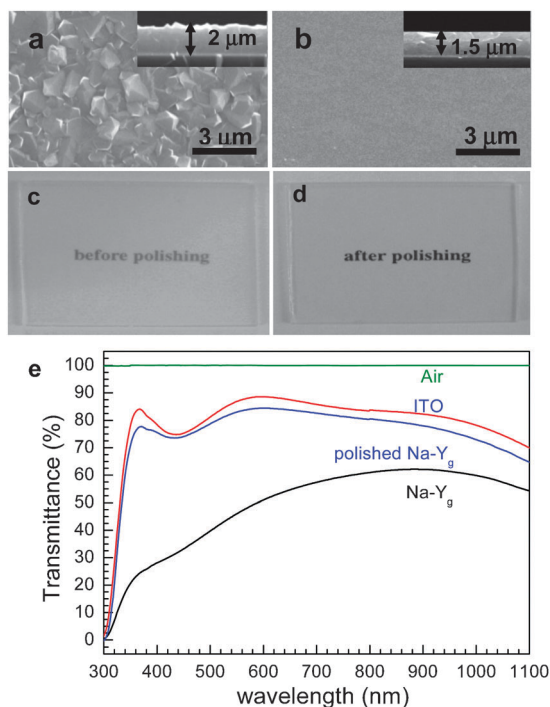 a
2 μm
3 μm
b
1.5 μm
3 μm
c
before polishing
d
after polishing
e
Transmittance (%)
100
90
80
70
60
50
40
30
20
10
0
Air
ITO
polished Na-Yg
Na-Yg
300 400 500 600 700 800 900 1000 1100
wavelength (nm)